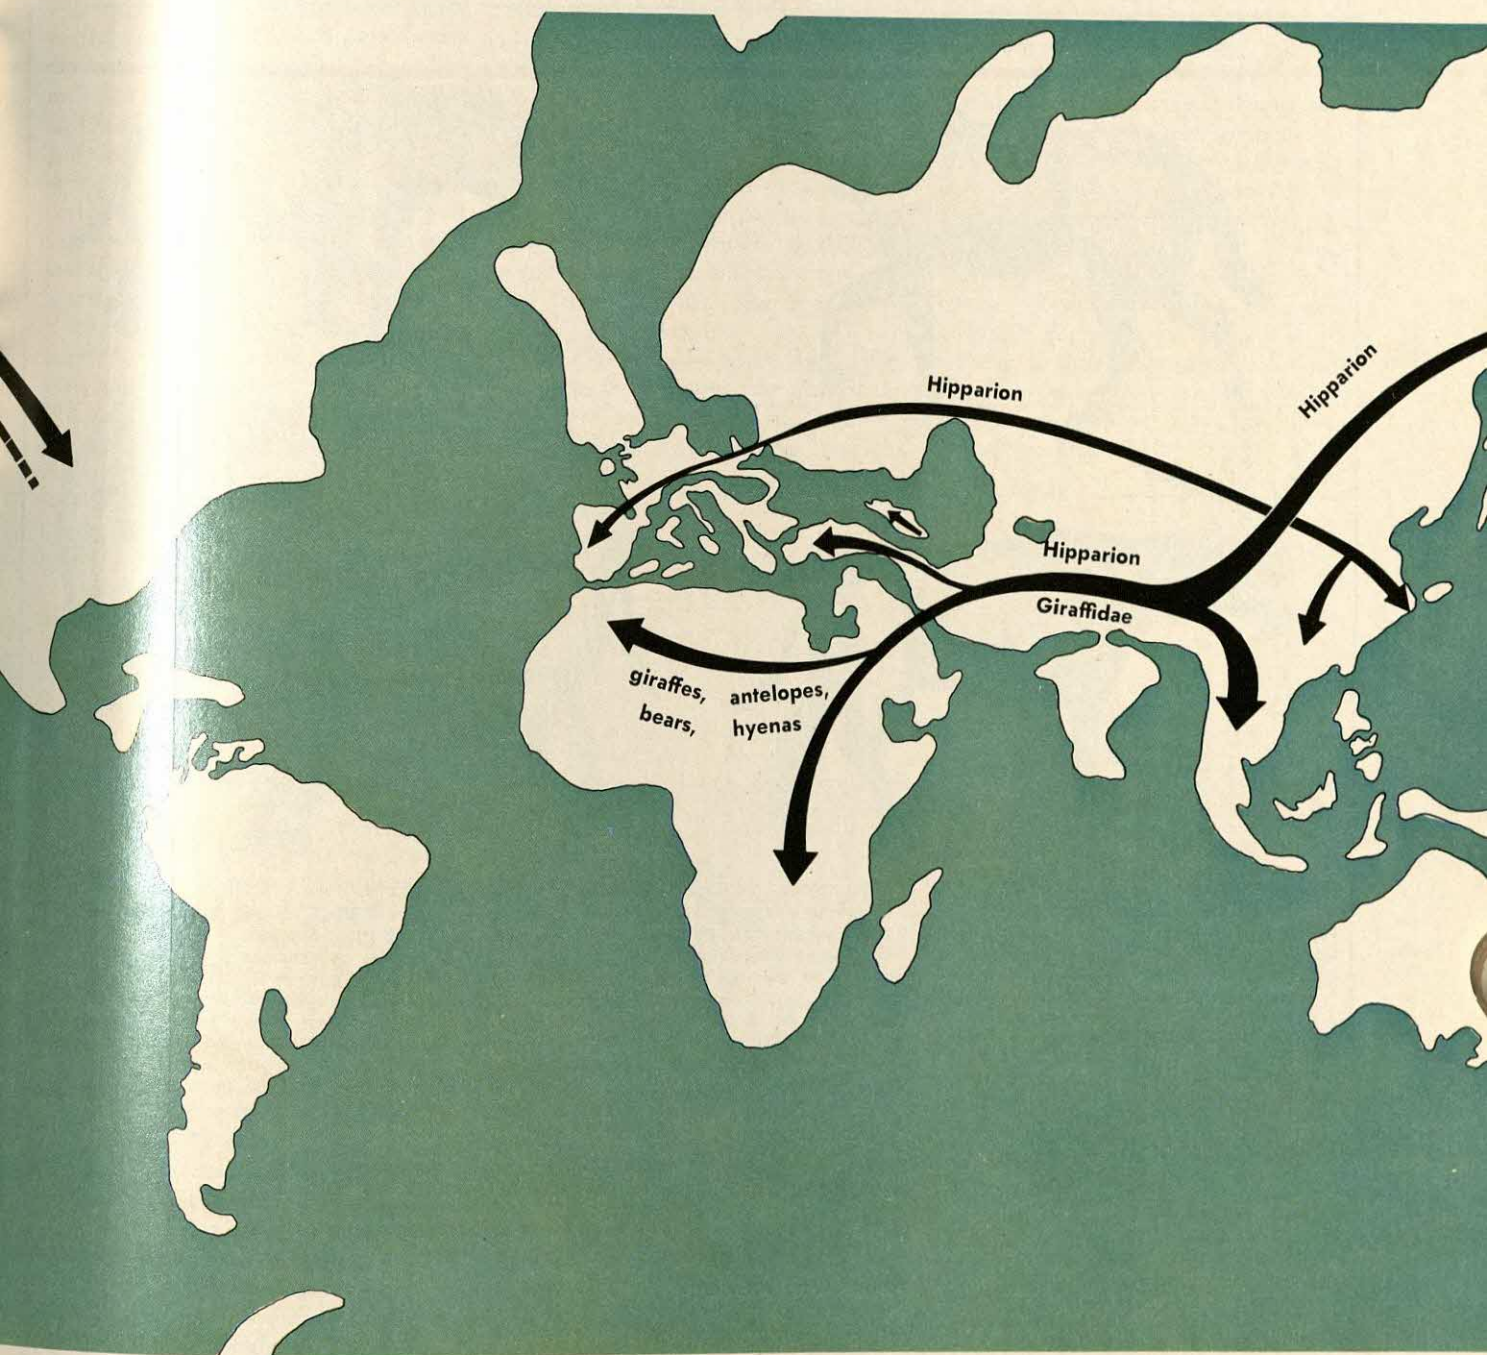 Hipparion
Hipparion
Hipparion
Giraffidae
giraffes, antelopes,
bears, hyenas